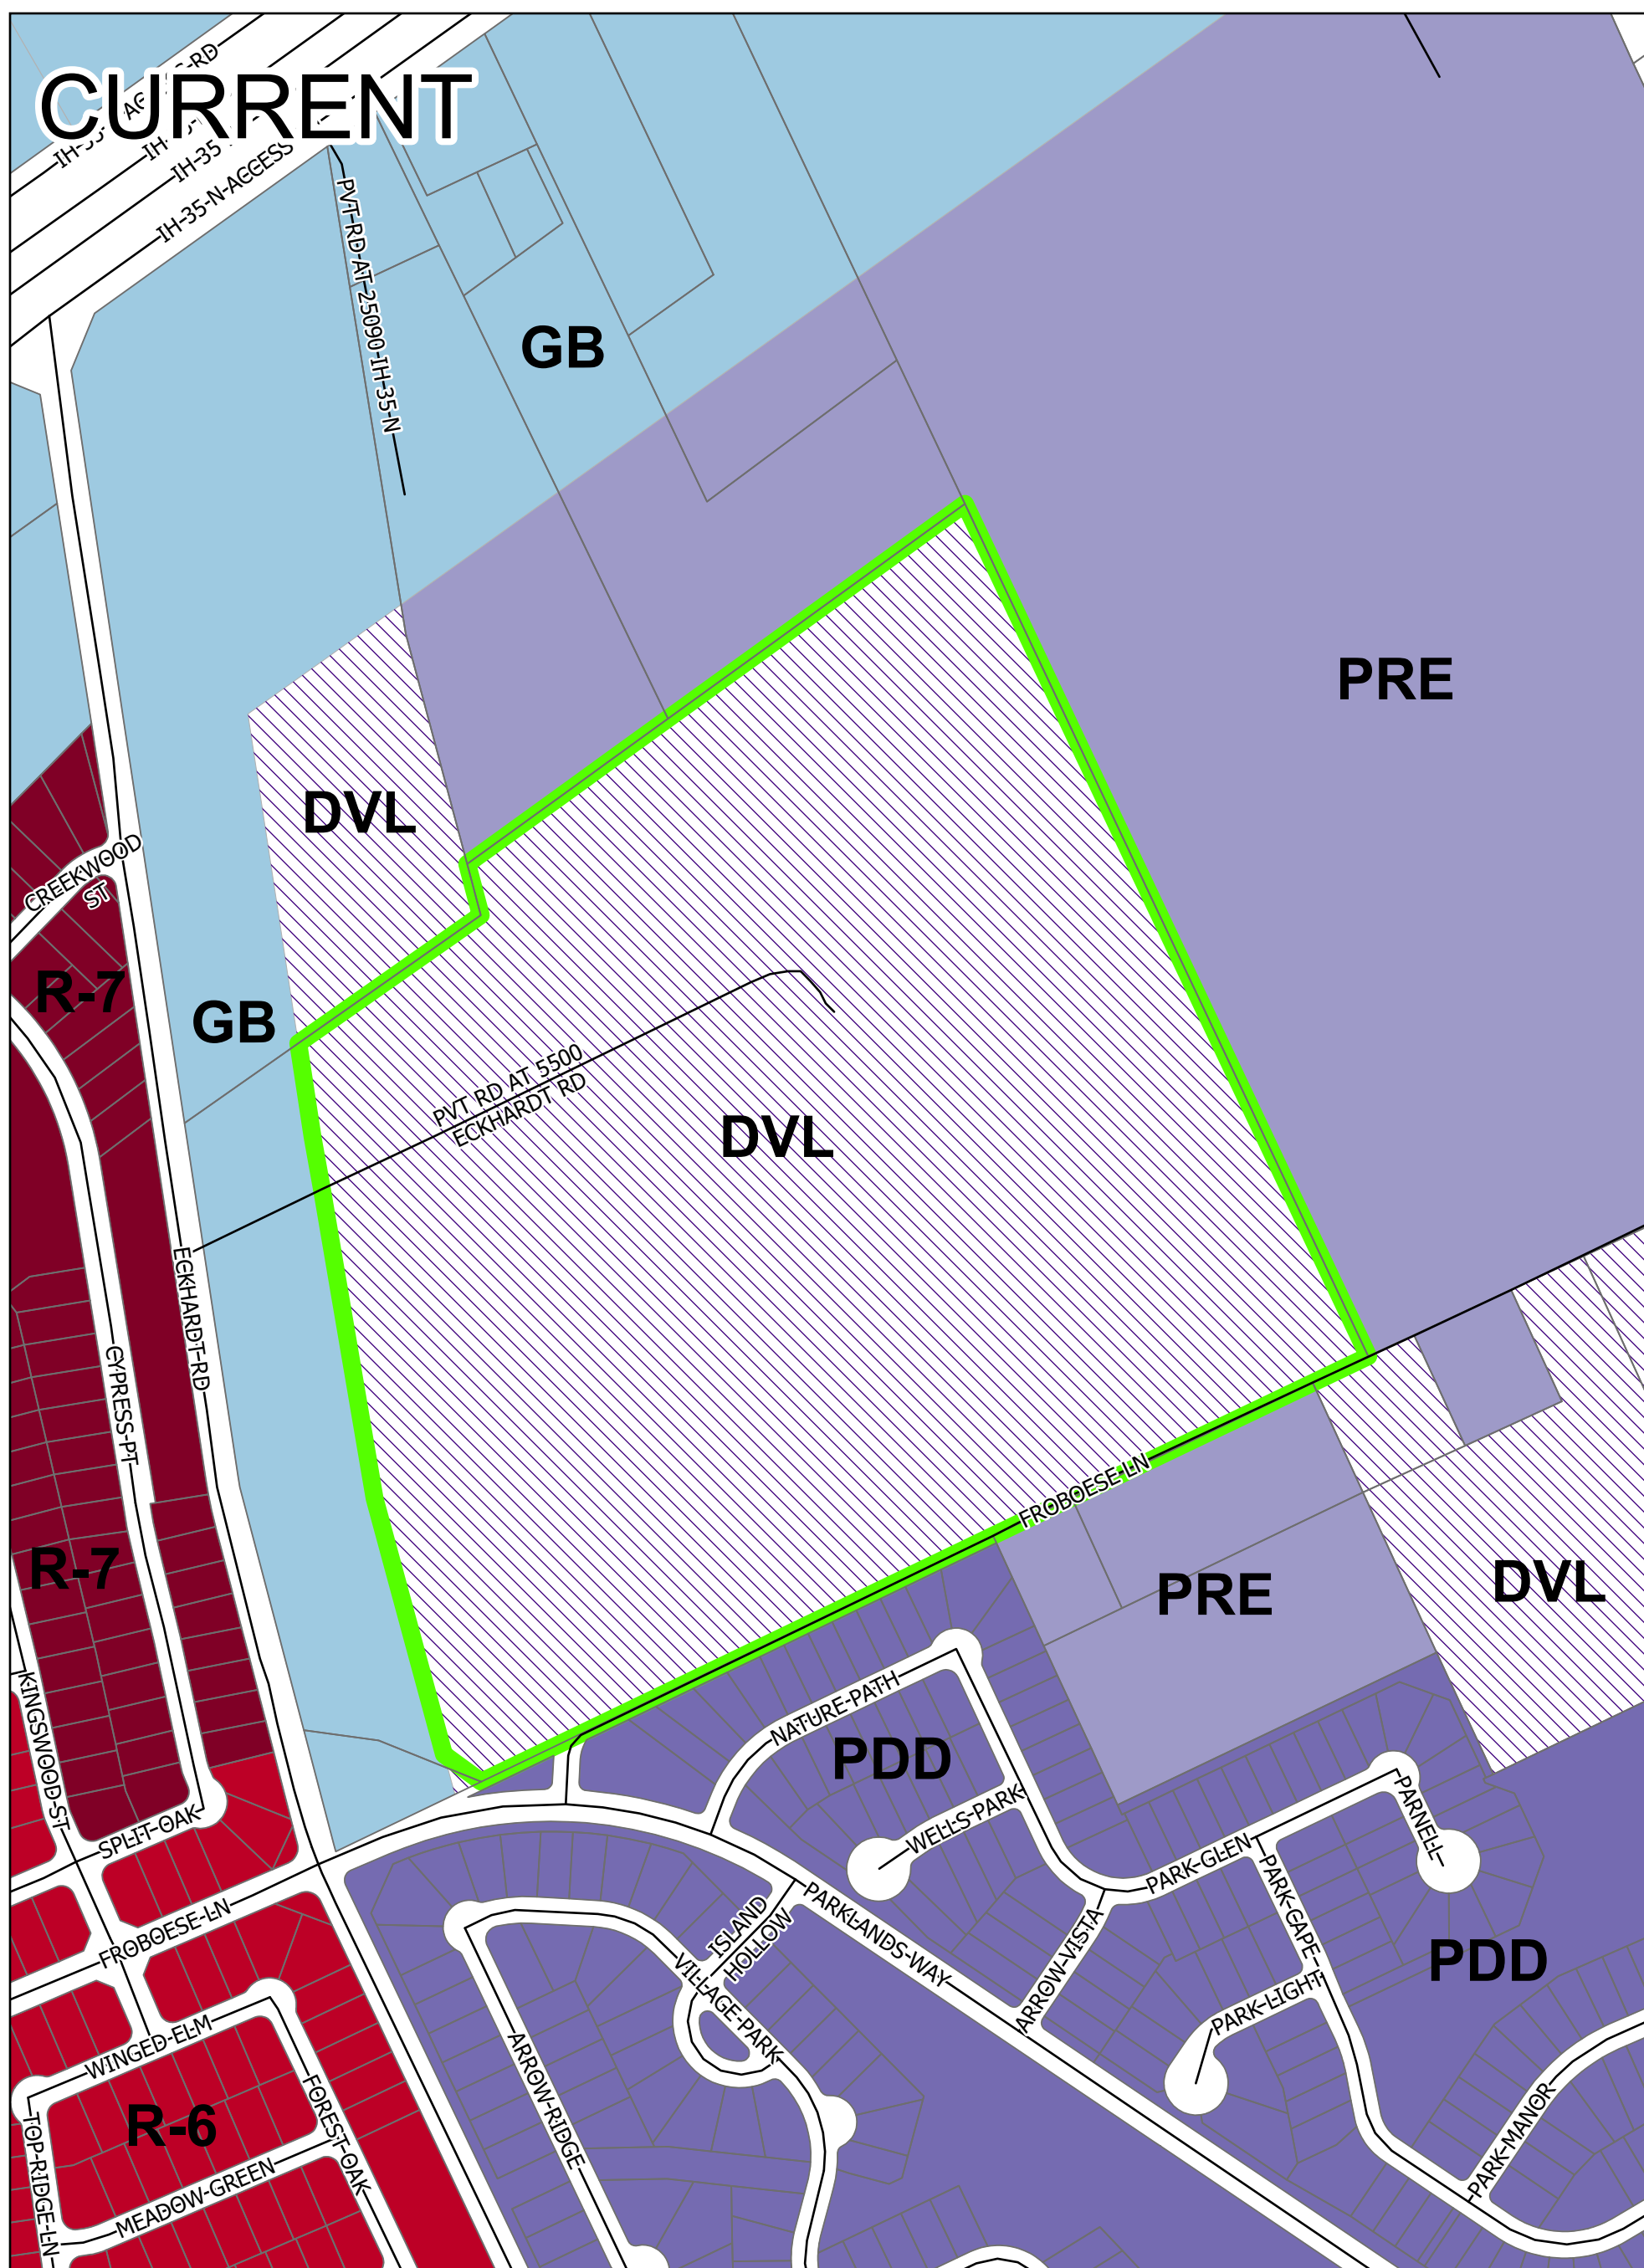 CURRENT
IH-35-N-ACCESS
PVT-RD-AT-25090-IH-35-N
GB
PRE
DVL
CREEKWOOD
ST
R-7
GB
PVT RD AT 5500
ECKHARDT RD
DVL
ECKHARDT-RD
CYPRESS-PT
FROBOESE-LN
R-7
PRE
DVL
KINGSWOOD-ST
NATURE-PATH
PDD
WELLS-PARK
PARNELL
SPLIT-OAK
PARK-GLEN
PARK-CAPE
FROBOESE-LN
ISLAND
HOLLOW
PARKLANDS-WAY
ARROW-VISTA
PDD
VILLAGE-PARK
PARK-LIGHT
WINGED-ELM
FOREST-OAK
ARROW-RIDGE
R-6
TOP-RIDGE-LN
MEADOW-GREEN
PARK-MANOR